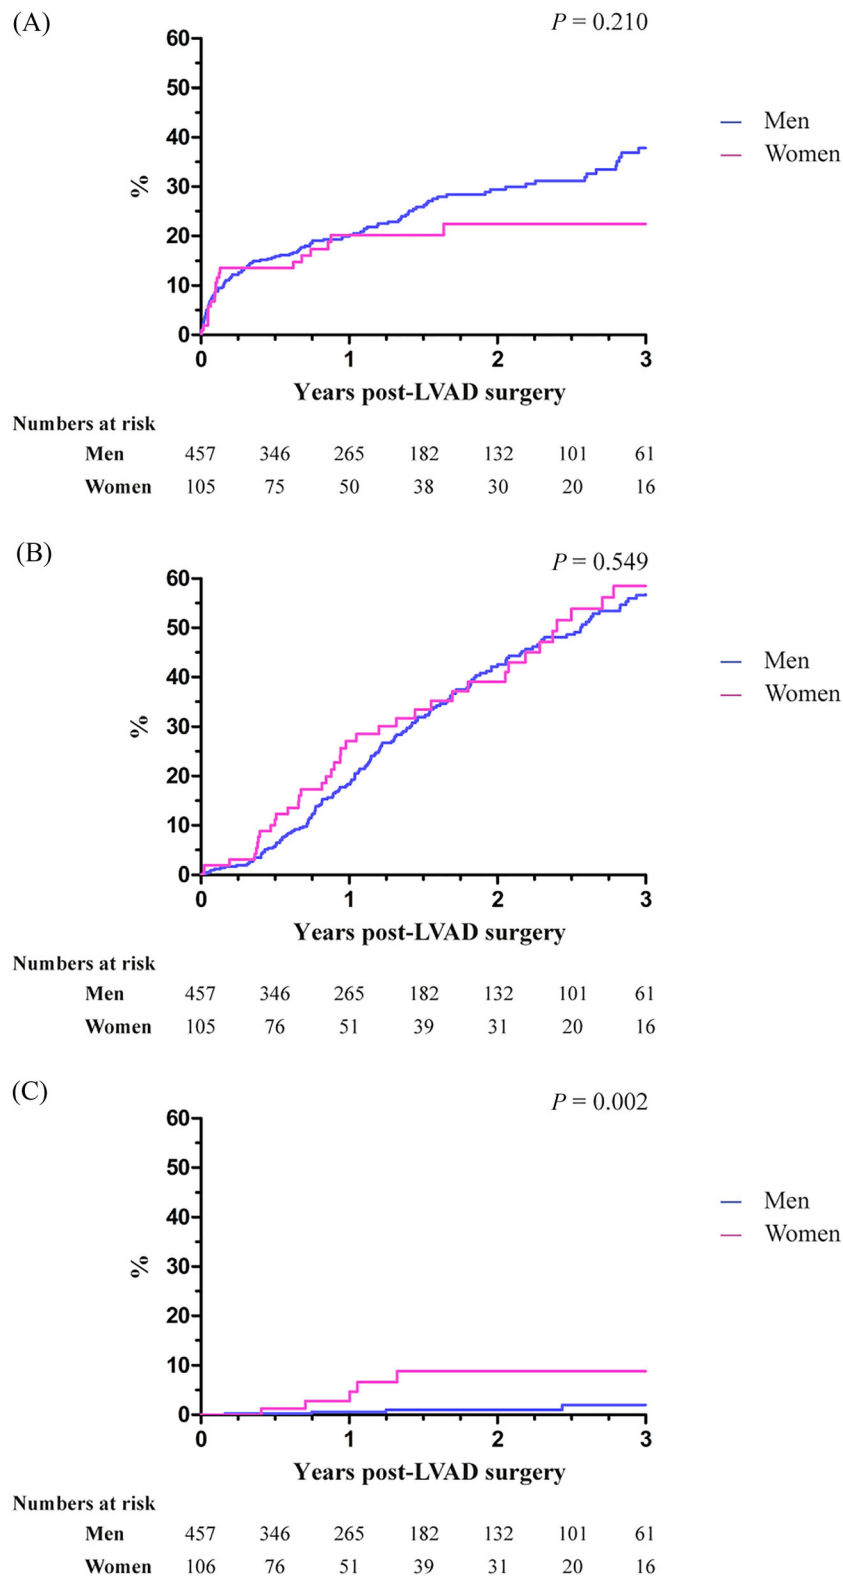 (A)
P = 0.210
60
50
40
30
20
10
0
%
Men
Women
0 1 2 3
Years post-LVAD surgery
Numbers at risk
Men 457 346 265 182 132 101 61
Women 105 75 50 38 30 20 16
(B)
P = 0.549
60
50
40
30
20
10
0
%
Men
Women
0 1 2 3
Years post-LVAD surgery
Numbers at risk
Men 457 346 265 182 132 101 61
Women 105 76 51 39 31 20 16
(C)
P = 0.002
60
50
40
30
20
10
0
%
Men
Women
0 1 2 3
Years post-LVAD surgery
Numbers at risk
Men 457 346 265 182 132 101 61
Women 106 76 51 39 31 20 16